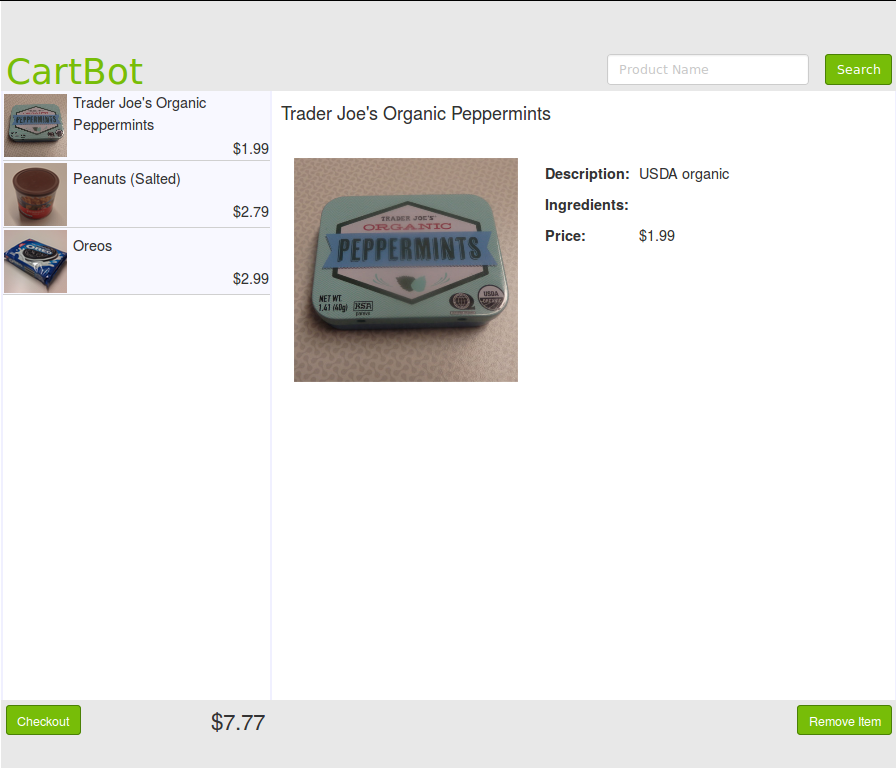 CartBot
Product Name
Search
Trader Joe's Organic
Peppermints
$1.99
Peanuts (Salted)
$2.79
Oreos
$2.99
Trader Joe's Organic Peppermints
TRADER JOE'S
ORGANIC
PEPPERMINTS
NET WT.
1.41 (40g)
USDA
Description: USDA organic
Ingredients:
Price: $1.99
Checkout
$7.77
Remove Item